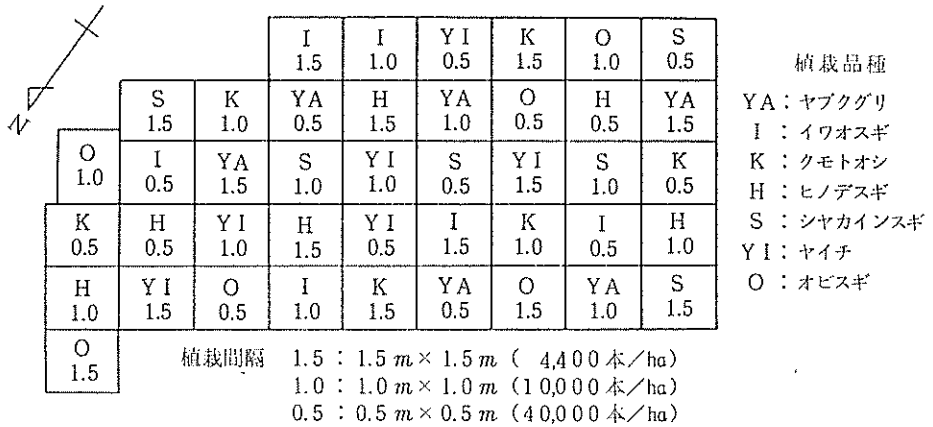 N
I I YI K O S
1.5 1.0 0.5 1.5 1.0 0.5
S K YA H YA O H YA
1.5 1.0 0.5 1.5 1.0 0.5 0.5 1.5
O I YA S YI S YI S K
1.0 0.5 1.5 1.0 1.0 0.5 1.5 1.0 0.5
K H YI H YI I K I H
0.5 0.5 1.0 1.5 0.5 1.5 1.0 0.5 1.0
H YI O I K YA O YA S
1.0 1.5 0.5 1.0 1.5 0.5 1.5 1.0 1.5
O
1.5
植栽品種
YA：ヤブクグリ
I：イワオスギ
K：クモトオシ
H：ヒノデスギ
S：シヤカインスギ
YI：ヤイチ
O：オビスギ
植栽間隔 1.5：1.5m×1.5m（4,400本／ha）
1.0：1.0m×1.0m（10,000本／ha）
0.5：0.5m×0.5m（40,000本／ha）